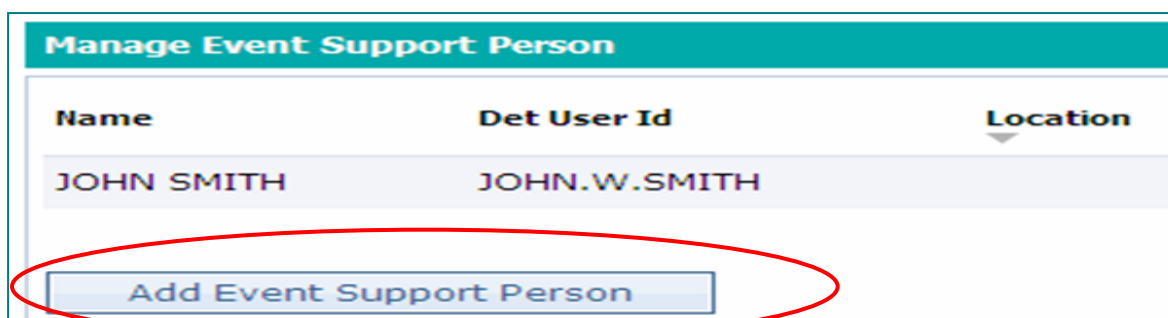 Manage Event Support Person
Name Det User Id Location
JOHN SMITH JOHN.W.SMITH
Add Event Support Person